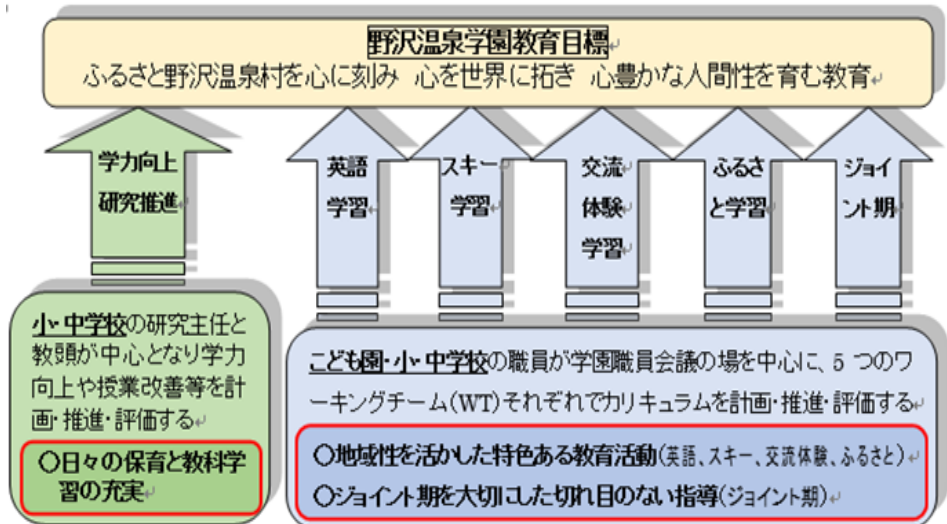 野沢温泉学園教育目標
ふるさと野沢温泉村を心に刻み 心を世界に拓き 心豊かな人間性を育む教育
学力向上
研究推進
英語
学習
スキー
学習
交流
体験
学習
ふるさ
と学習
ジョイ
ント期
小・中学校の研究主任と
教頭が中心となり学力
向上や授業改善等を計
画・推進・評価する
○日々の保育と教科学
習の充実
こども園・小・中学校の職員が学園職員会議の場を中心に、5 つのワ
ーキングチーム(WT)それぞれでカリキュラムを計画・推進・評価する
○地域性を活かした特色ある教育活動(英語、スキー、交流体験、ふるさと)
○ジョイント期を大切にした切れ目のない指導(ジョイント期)